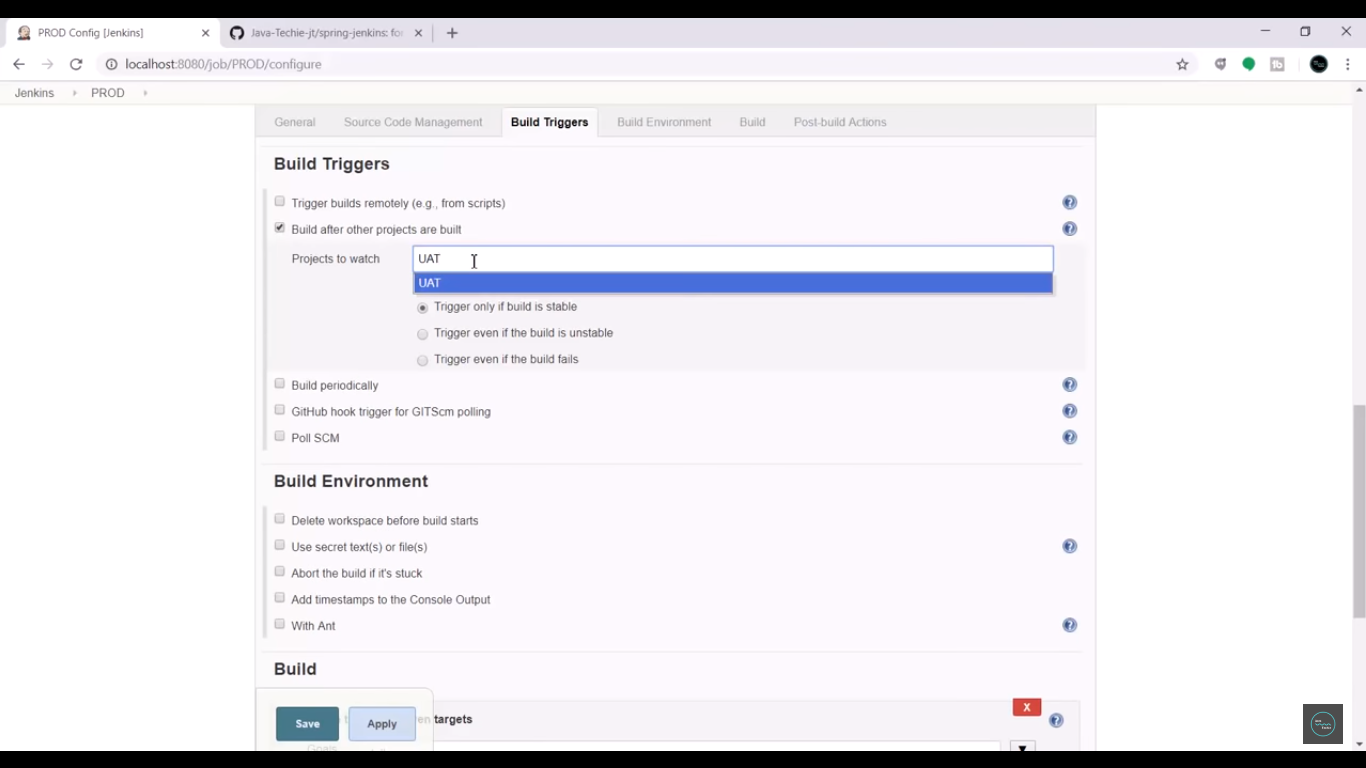 PROD Config [Jenkins]
Java-Techie-jt/spring-jenkins: fo
localhost:8080/job/PROD/configure
Jenkins
PROD
General
Source Code Management
Build Triggers
Build Environment
Build
Post-build Actions
Build Triggers
Trigger builds remotely (e.g., from scripts)
Build after other projects are built
Projects to watch
UAT
UAT
Trigger only if build is stable
Trigger even if the build is unstable
Trigger even if the build fails
Build periodically
GitHub hook trigger for GITScm polling
Poll SCM
Build Environment
Delete workspace before build starts
Use secret text(s) or file(s)
Abort the build if it's stuck
Add timestamps to the Console Output
With Ant
Build
X
Save
Apply
targets
Goals